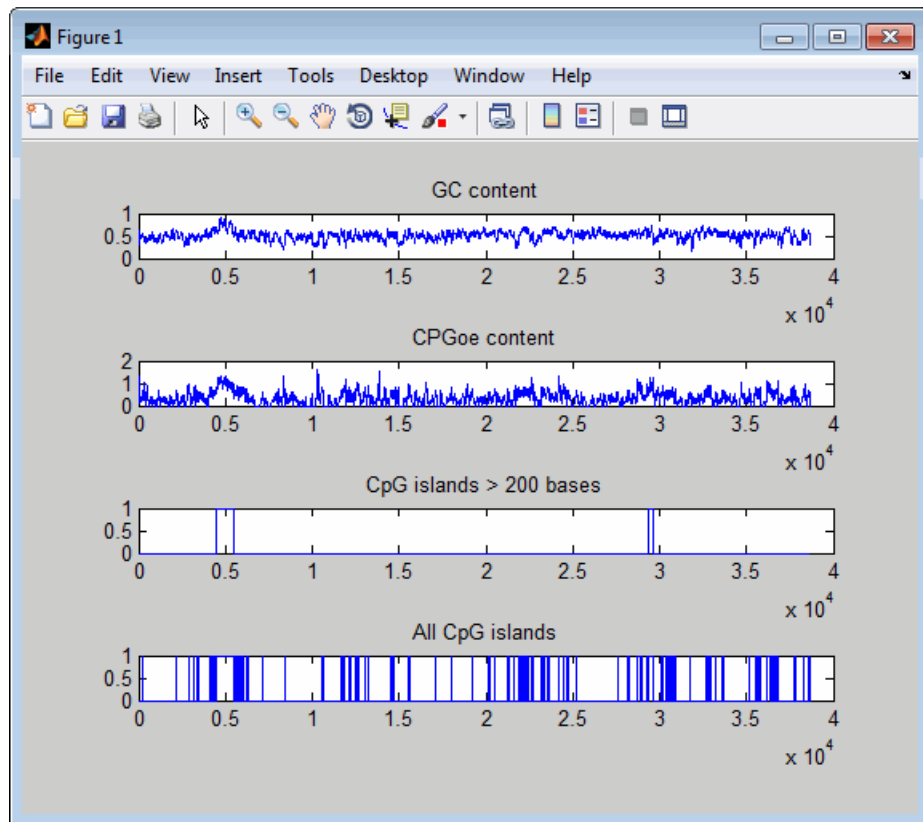 Figure 1
File Edit View Insert Tools Desktop Window Help
GC content
1
0.5
0
0 0.5 1 1.5 2 2.5 3 3.5 4
x 10^4
CPGoe content
2
1
0
0 0.5 1 1.5 2 2.5 3 3.5 4
x 10^4
CpG islands > 200 bases
1
0.5
0
0 0.5 1 1.5 2 2.5 3 3.5 4
x 10^4
All CpG islands
1
0.5
0
0 0.5 1 1.5 2 2.5 3 3.5 4
x 10^4